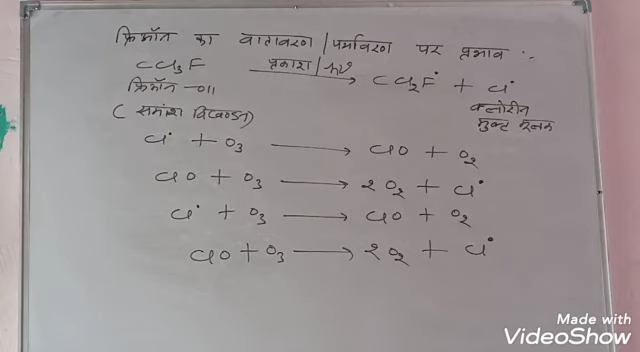 फ्रिऑन का वातावरण/पर्यावरण पर प्रभाव :-
CCl₃F प्रकाश/hν ⟶ CCl₂F• + Cl•
फ्रिऑन-011 क्लोरीन
(समांश विखण्डन) मुक्त मूलक
Cl• + O₃ ⟶ ClO + O₂
ClO + O₃ ⟶ 2O₂ + Cl•
Cl• + O₃ ⟶ ClO + O₂
ClO + O₃ ⟶ 2O₂ + Cl•
Made with
VideoShow